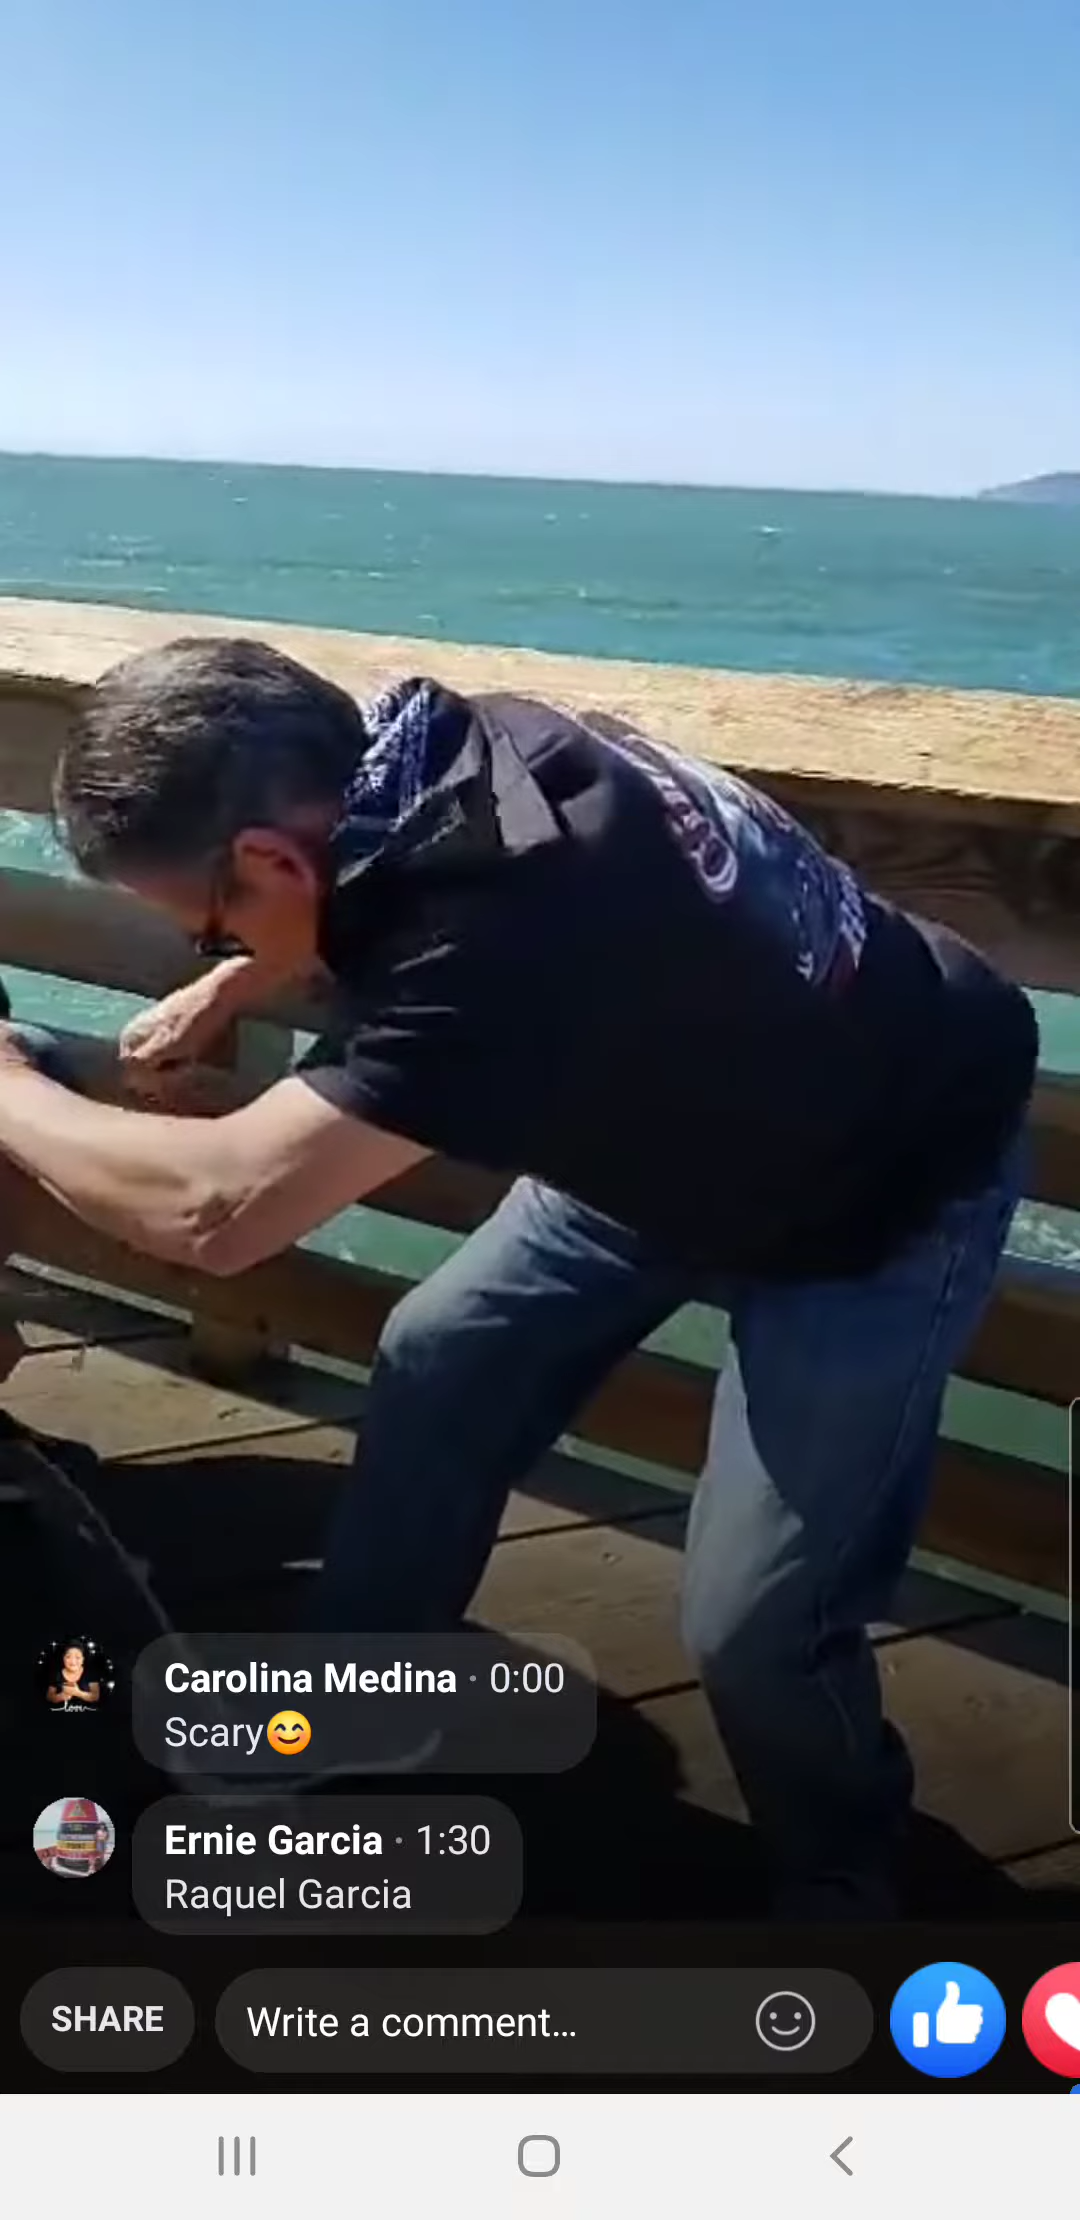 Carolina Medina · 0:00
Scary😊
Ernie Garcia · 1:30
Raquel Garcia
SHARE
Write a comment...